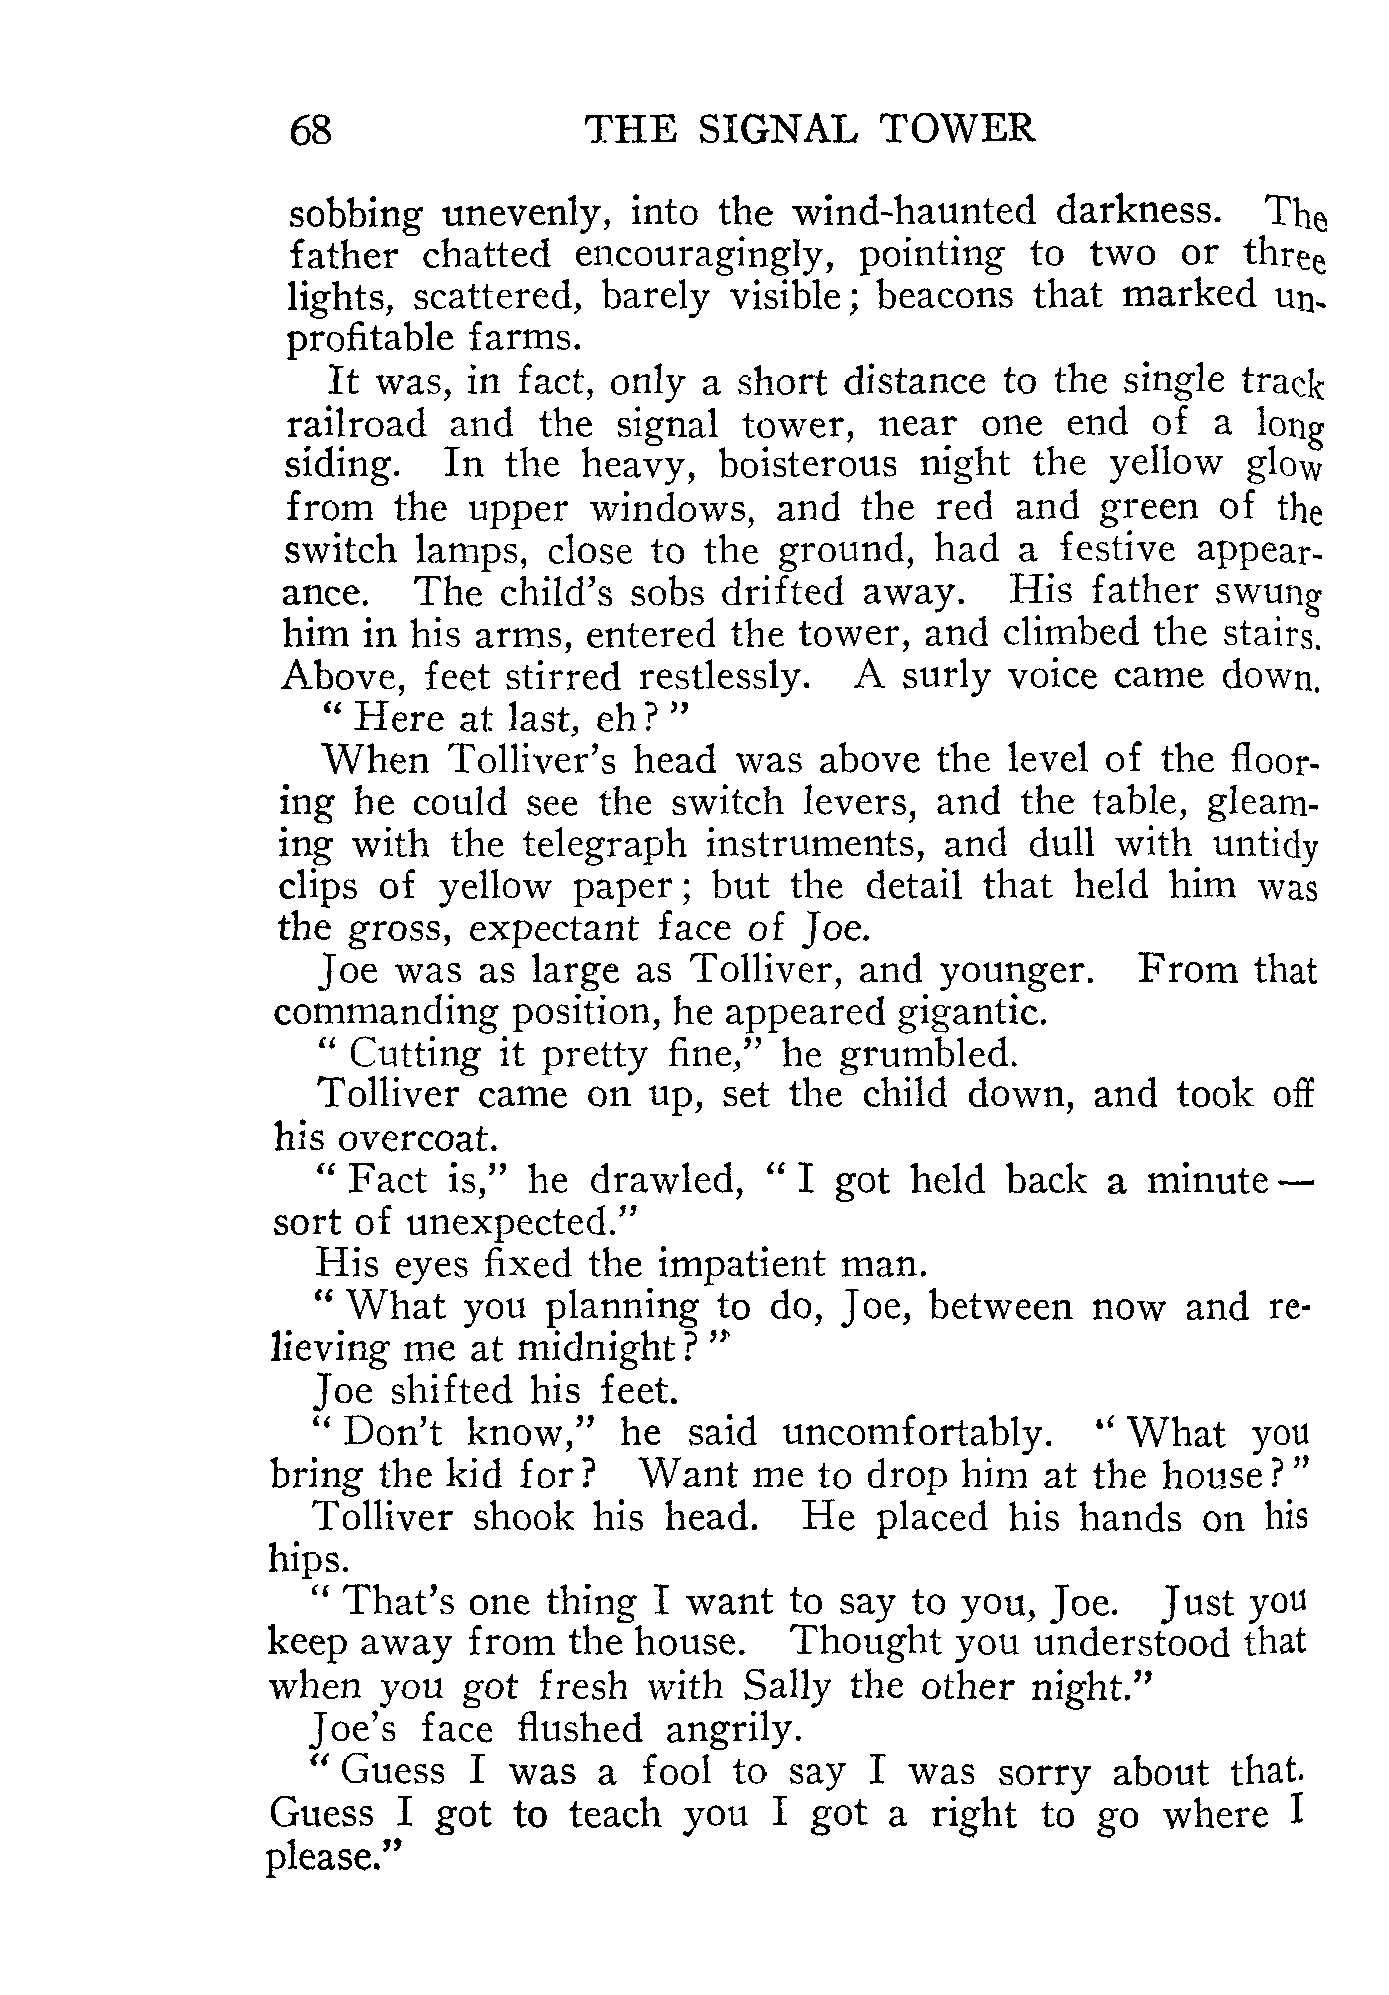 68 THE SIGNAL TOWER
sobbing unevenly, into the wind-haunted darkness. The
father chatted encouragingly, pointing to two or three
lights, scattered, barely visible; beacons that marked un-
profitable farms.
It was, in fact, only a short distance to the single track
railroad and the signal tower, near one end of a long
siding. In the heavy, boisterous night the yellow glow
from the upper windows, and the red and green of the
switch lamps, close to the ground, had a festive appear-
ance. The child's sobs drifted away. His father swung
him in his arms, entered the tower, and climbed the stairs.
Above, feet stirred restlessly. A surly voice came down.
“ Here at last, eh? ”
When Tolliver's head was above the level of the floor-
ing he could see the switch levers, and the table, gleam-
ing with the telegraph instruments, and dull with untidy
clips of yellow paper; but the detail that held him was
the gross, expectant face of Joe.
Joe was as large as Tolliver, and younger. From that
commanding position, he appeared gigantic.
“ Cutting it pretty fine,” he grumbled.
Tolliver came on up, set the child down, and took off
his overcoat.
“ Fact is,” he drawled, “ I got held back a minute —
sort of unexpected.”
His eyes fixed the impatient man.
“ What you planning to do, Joe, between now and re-
lieving me at midnight? ”
Joe shifted his feet.
“ Don't know,” he said uncomfortably. “ What you
bring the kid for? Want me to drop him at the house? ”
Tolliver shook his head. He placed his hands on his
hips.
“ That's one thing I want to say to you, Joe. Just you
keep away from the house. Thought you understood that
when you got fresh with Sally the other night.”
Joe's face flushed angrily.
“ Guess I was a fool to say I was sorry about that.
Guess I got to teach you I got a right to go where I
please.”